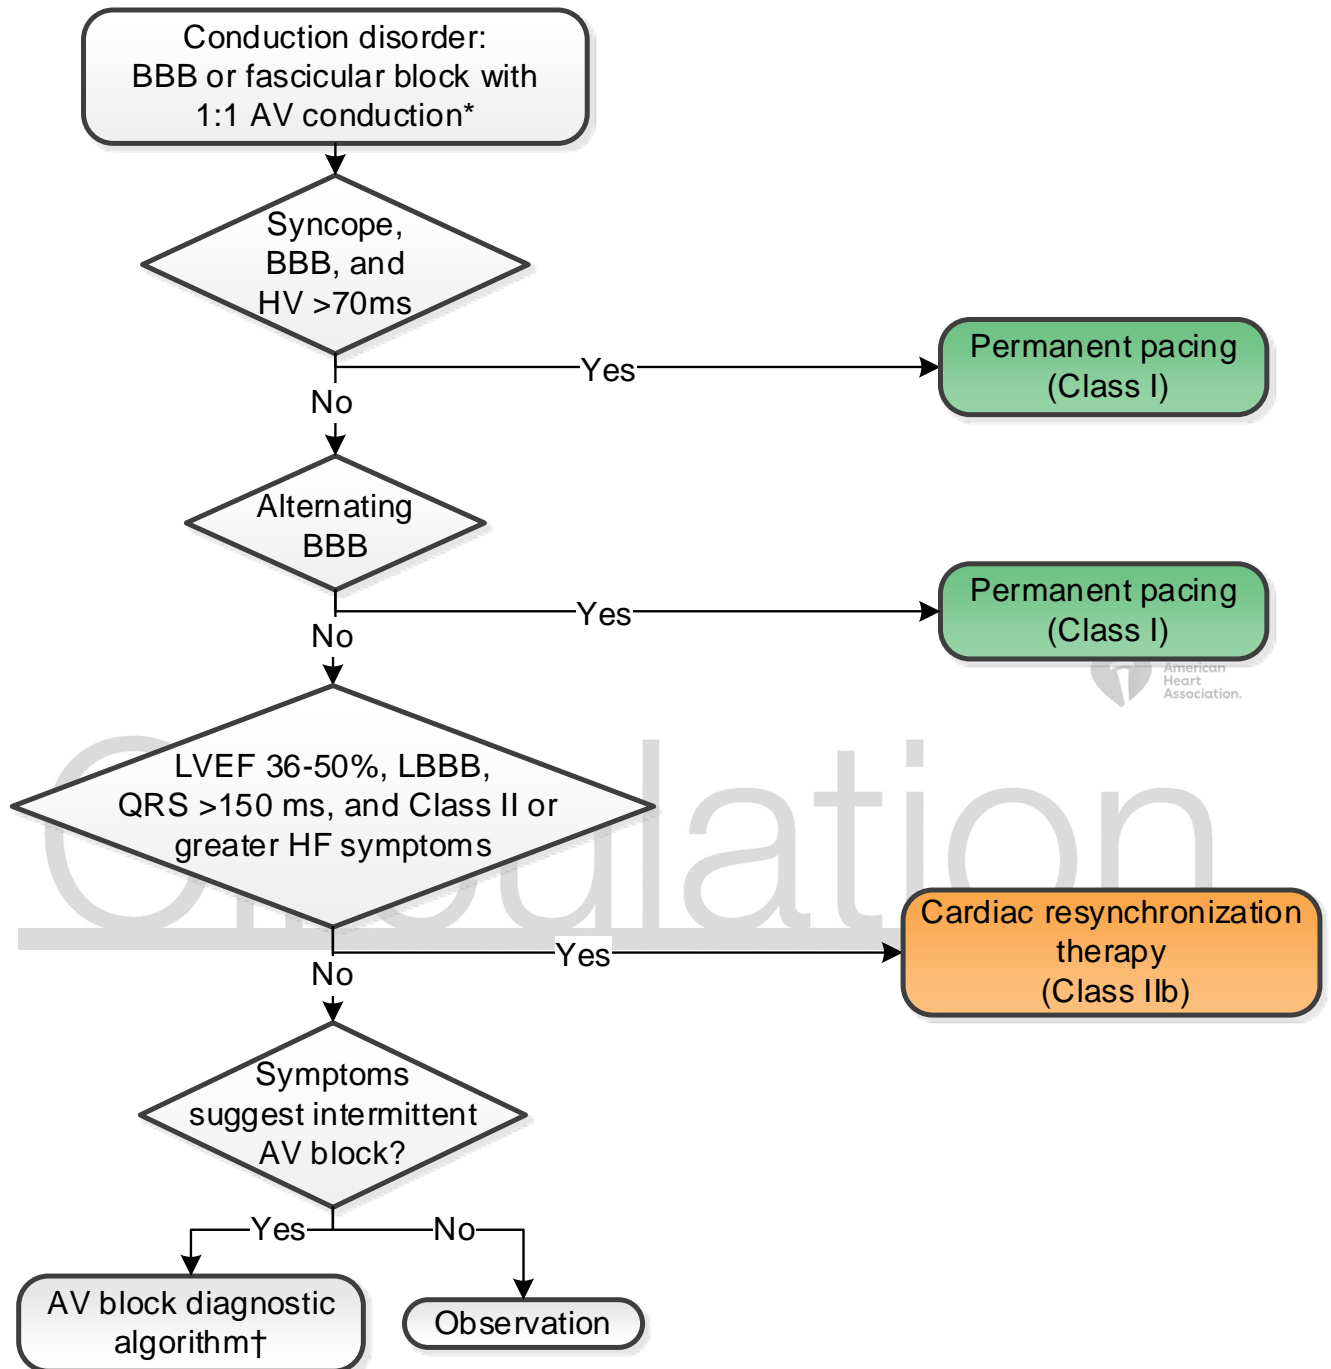 Conduction disorder:
BBB or fascicular block with
1:1 AV conduction*
Syncope,
BBB, and
HV >70ms
Yes
Permanent pacing
(Class I)
No
Alternating
BBB
Yes
Permanent pacing
(Class I)
No
American
Heart
Association.
Circulation
LVEF 36-50%, LBBB,
QRS >150 ms, and Class II or
greater HF symptoms
Yes
Cardiac resynchronization
therapy
(Class IIb)
No
Symptoms
suggest intermittent
AV block?
Yes
No
AV block diagnostic
algorithm†
Observation